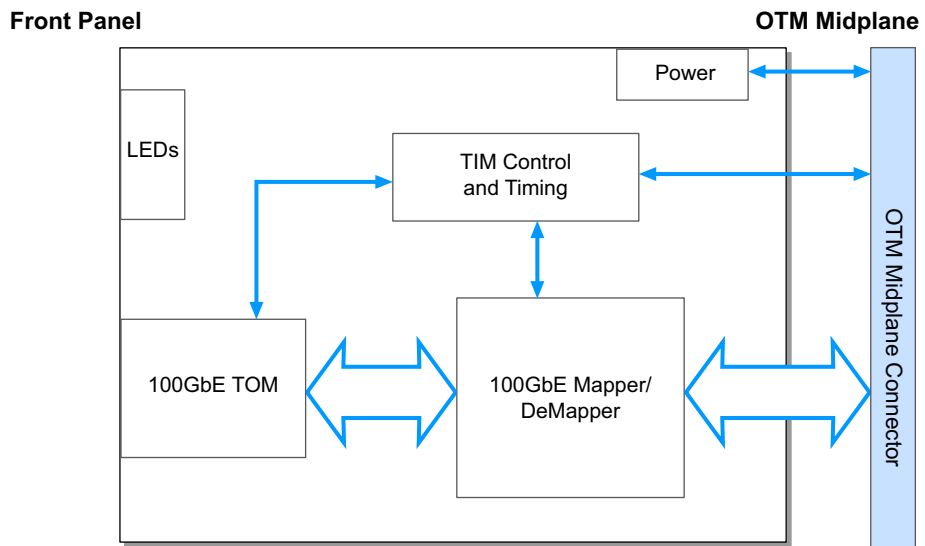 Front Panel
OTM Midplane
Power
LEDs
TIM Control
and Timing
OTM Midplane Connector
100GbE TOM
100GbE Mapper/
DeMapper